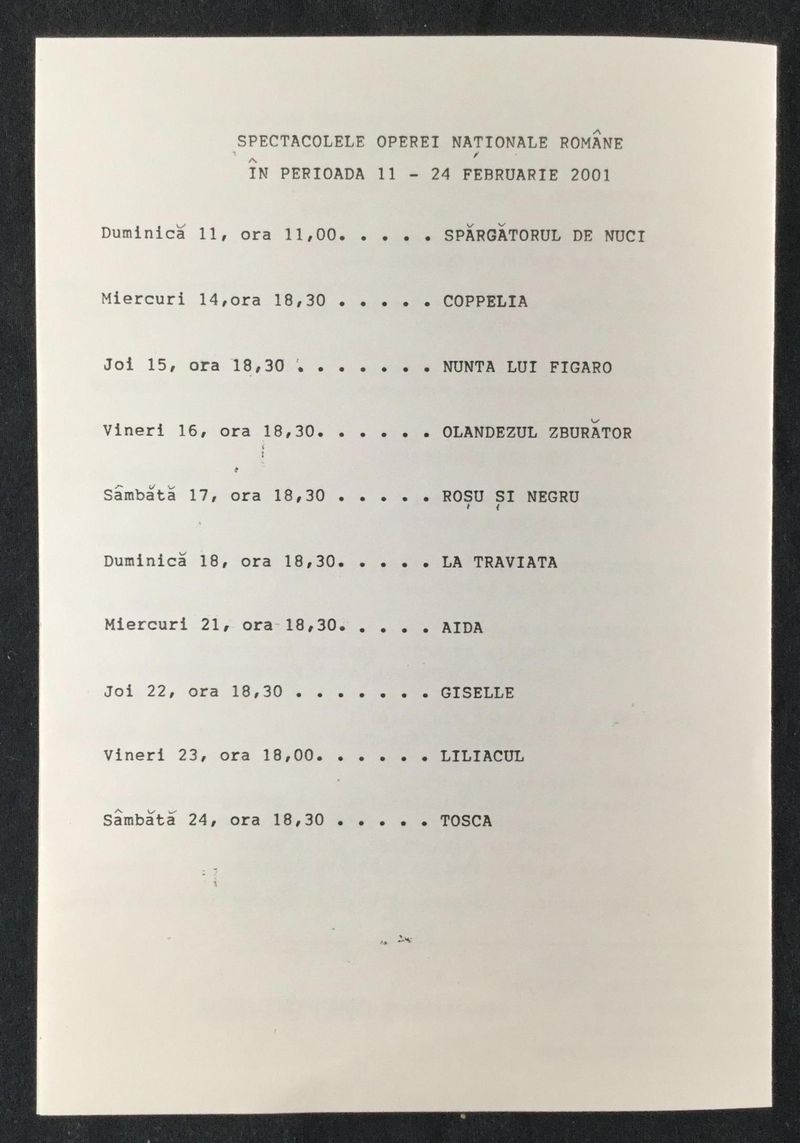 SPECTACOLELE OPEREI NAȚIONALE ROMÂNE
ÎN PERIOADA 11 - 24 FEBRUARIE 2001
Duminică 11, ora 11,00. . . . . SPĂRGĂTORUL DE NUCI
Miercuri 14,ora 18,30 . . . . . COPPELIA
Joi 15, ora 18,30 . . . . . . . NUNTA LUI FIGARO
Vineri 16, ora 18,30. . . . . . OLANDEZUL ZBURĂTOR
Sâmbătă 17, ora 18,30 . . . . . ROȘU ȘI NEGRU
Duminică 18, ora 18,30. . . . . LA TRAVIATA
Miercuri 21, ora 18,30. . . . . AIDA
Joi 22, ora 18,30 . . . . . . . GISELLE
Vineri 23, ora 18,00. . . . . . LILIACUL
Sâmbătă 24, ora 18,30 . . . . . TOSCA